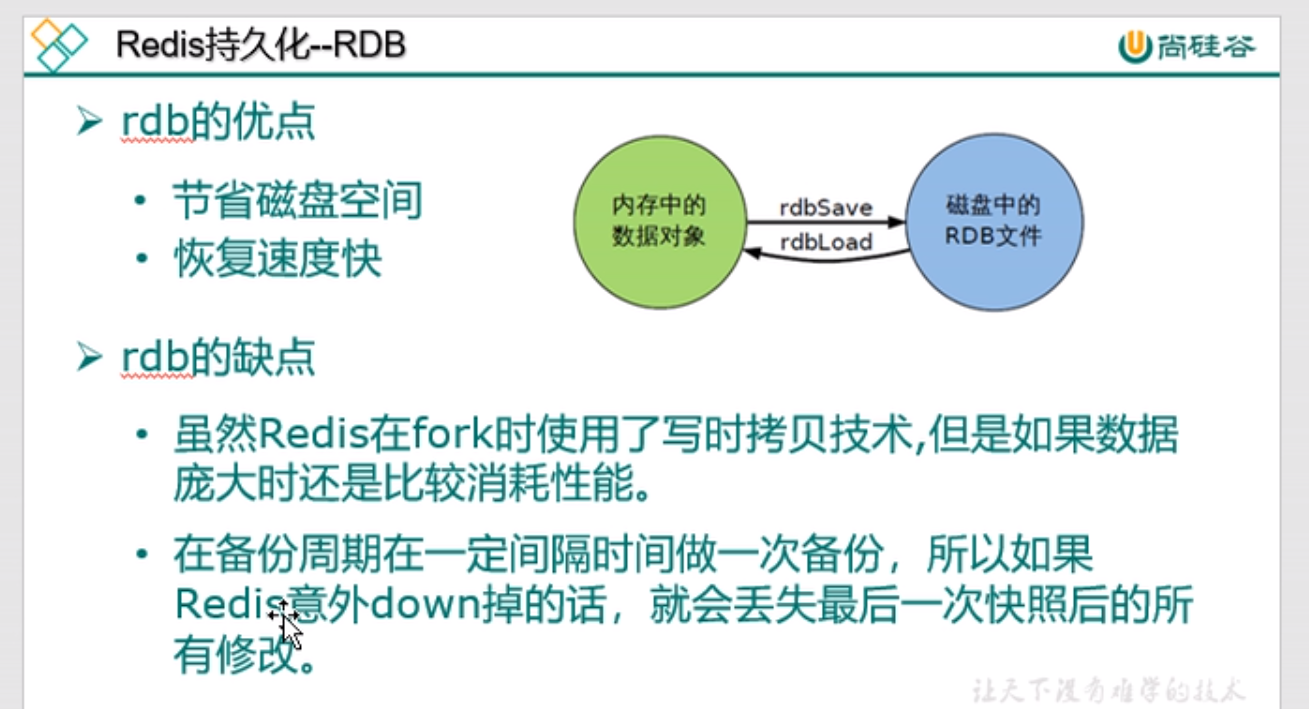 Redis持久化--RDB
尚硅谷
rdb的优点
节省磁盘空间
恢复速度快
内存中的
数据对象
rdbSave
rdbLoad
磁盘中的
RDB文件
rdb的缺点
虽然Redis在fork时使用了写时拷贝技术,但是如果数据
庞大时还是比较消耗性能。
在备份周期在一定间隔时间做一次备份，所以如果
Redis意外down掉的话，就会丢失最后一次快照后的所
有修改。
让天下没有难学的技术